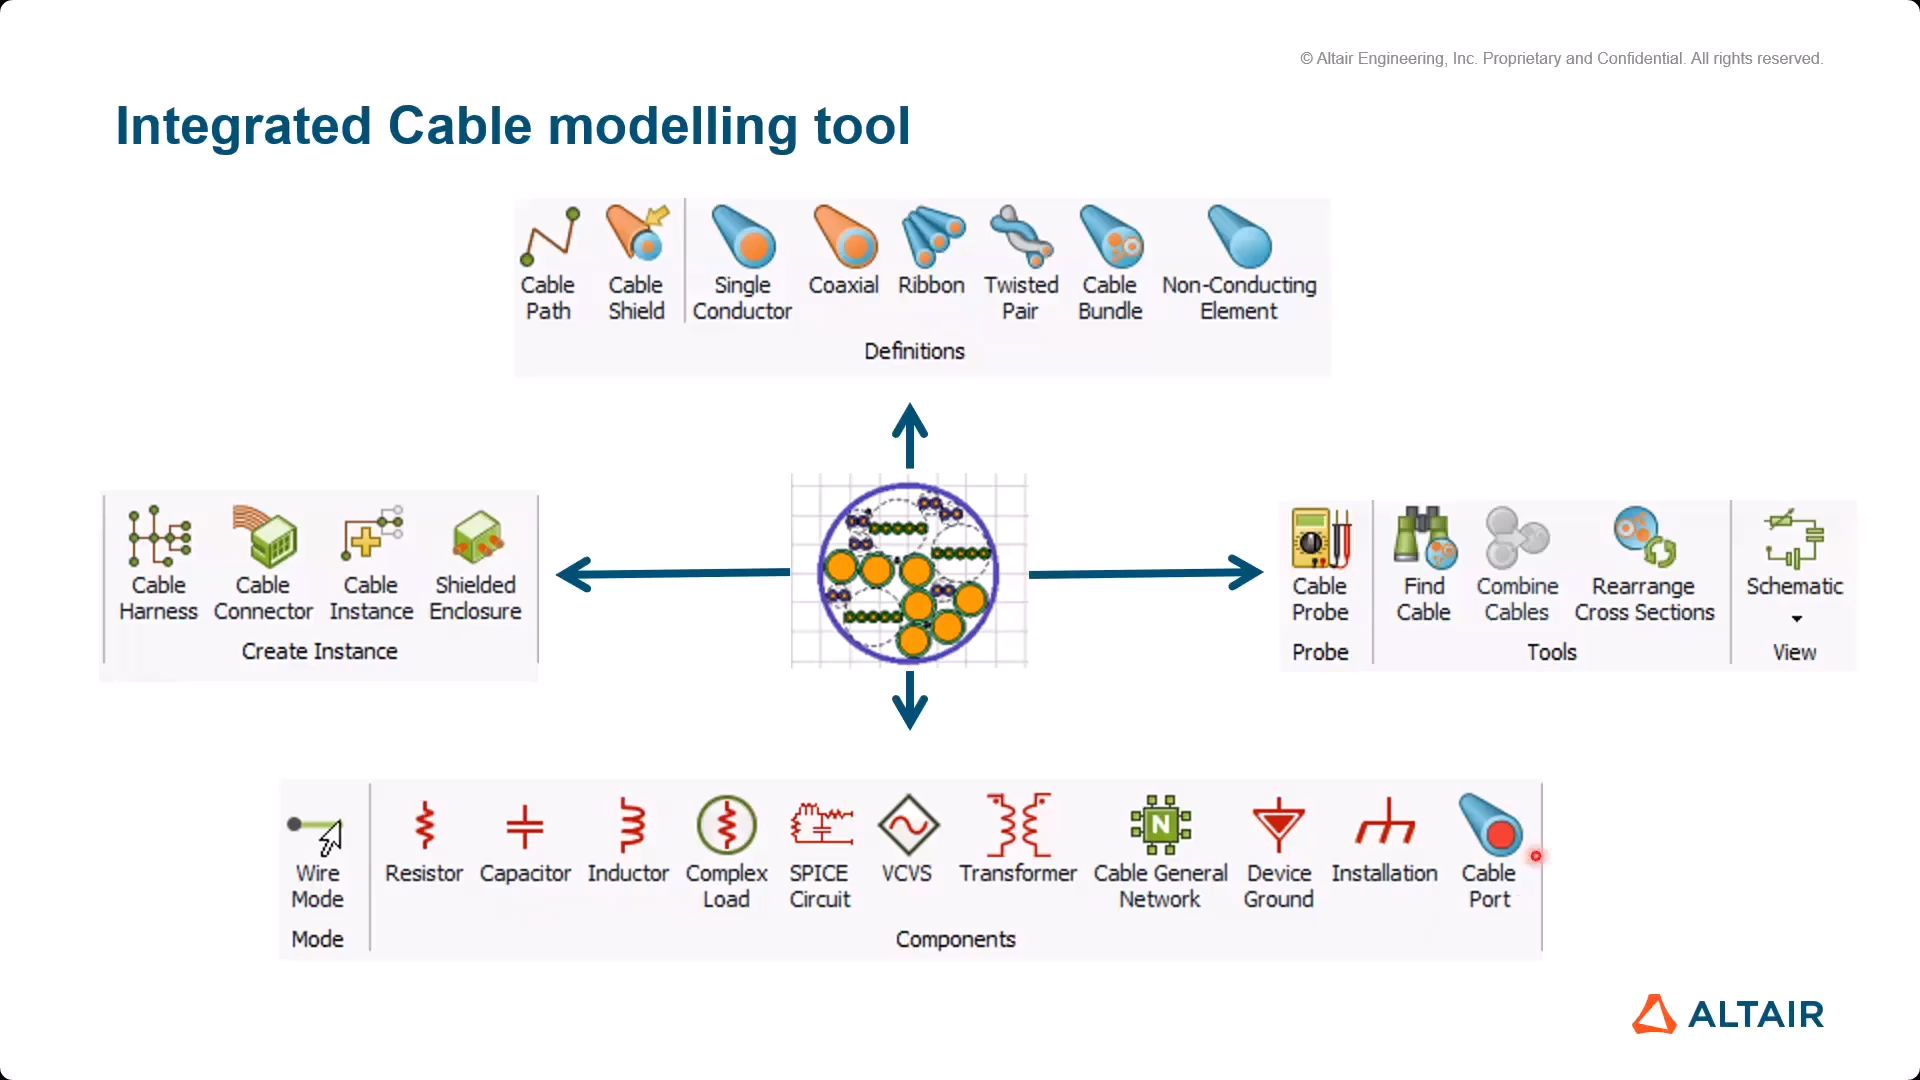 © Altair Engineering, Inc. Proprietary and Confidential. All rights reserved.
Integrated Cable modelling tool
Cable Path
Cable Shield
Single Conductor
Coaxial
Ribbon
Twisted Pair
Cable Bundle
Non-Conducting Element
Definitions
Cable Harness
Cable Connector
Cable Instance
Shielded Enclosure
Create Instance
Cable Probe
Probe
Find Cable
Combine Cables
Rearrange Cross Sections
Tools
Schematic
View
Wire Mode
Mode
Resistor
Capacitor
Inductor
Complex Load
SPICE Circuit
VCVS
Transformer
N
Cable General Network
Device Ground
Installation
Cable Port
Components
ALTAIR